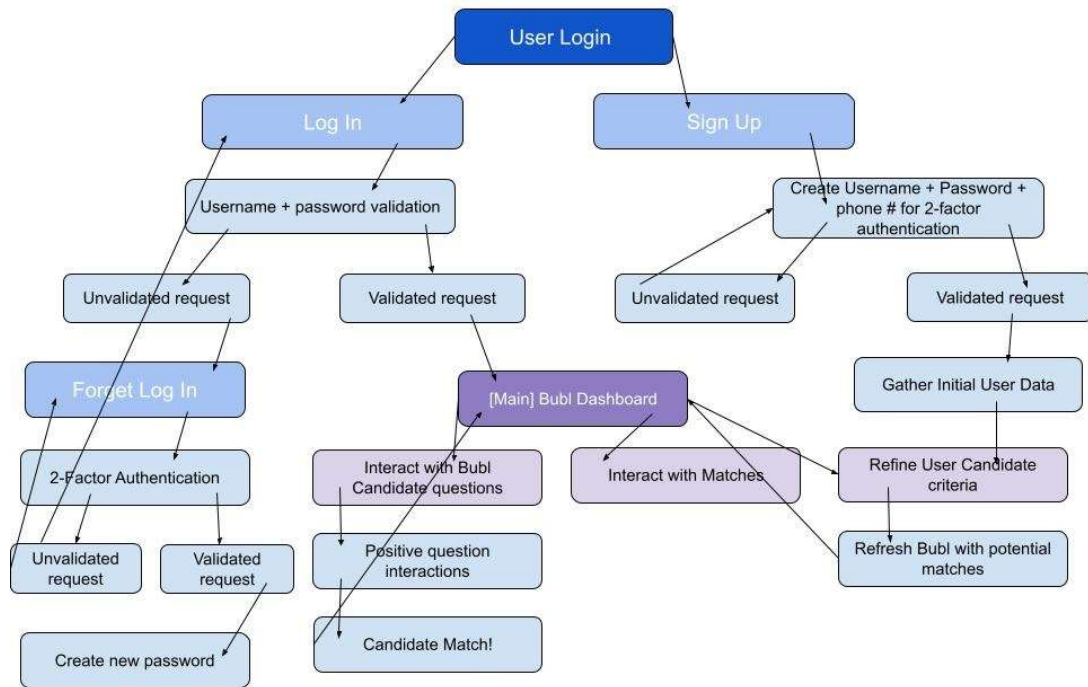 User Login
Log In
Sign Up
Username + password validation
Create Username + Password +
phone # for 2-factor
authentication
Unvalidated request
Validated request
Unvalidated request
Validated request
Forget Log In
[Main] Bubl Dashboard
Gather Initial User Data
2-Factor Authentication
Interact with Bubl
Candidate questions
Interact with Matches
Refine User Candidate
criteria
Unvalidated
request
Validated
request
Positive question
interactions
Refresh Bubl with potential
matches
Create new password
Candidate Match!